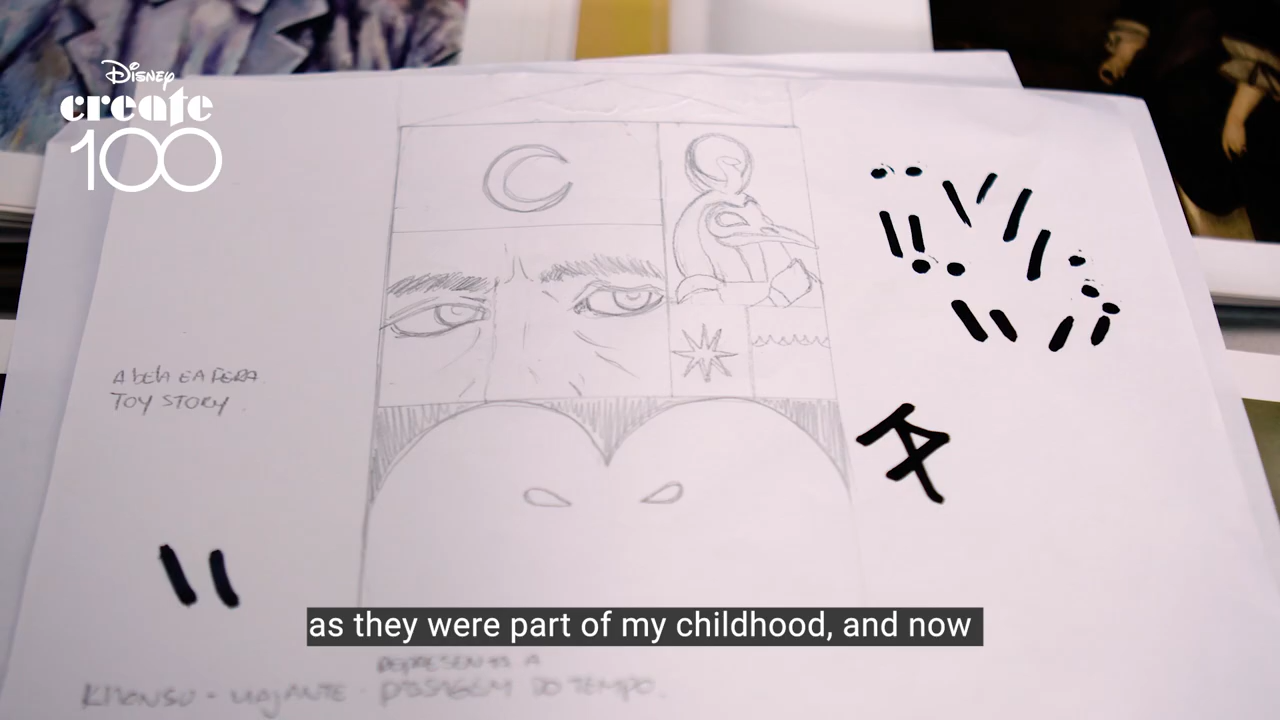 Disney
create
100
A bela E A FERA
TOY STORY
as they were part of my childhood, and now
REPRESENTA A
KHONSU - VIAJANTE - PASSAGEM DO TEMPO.